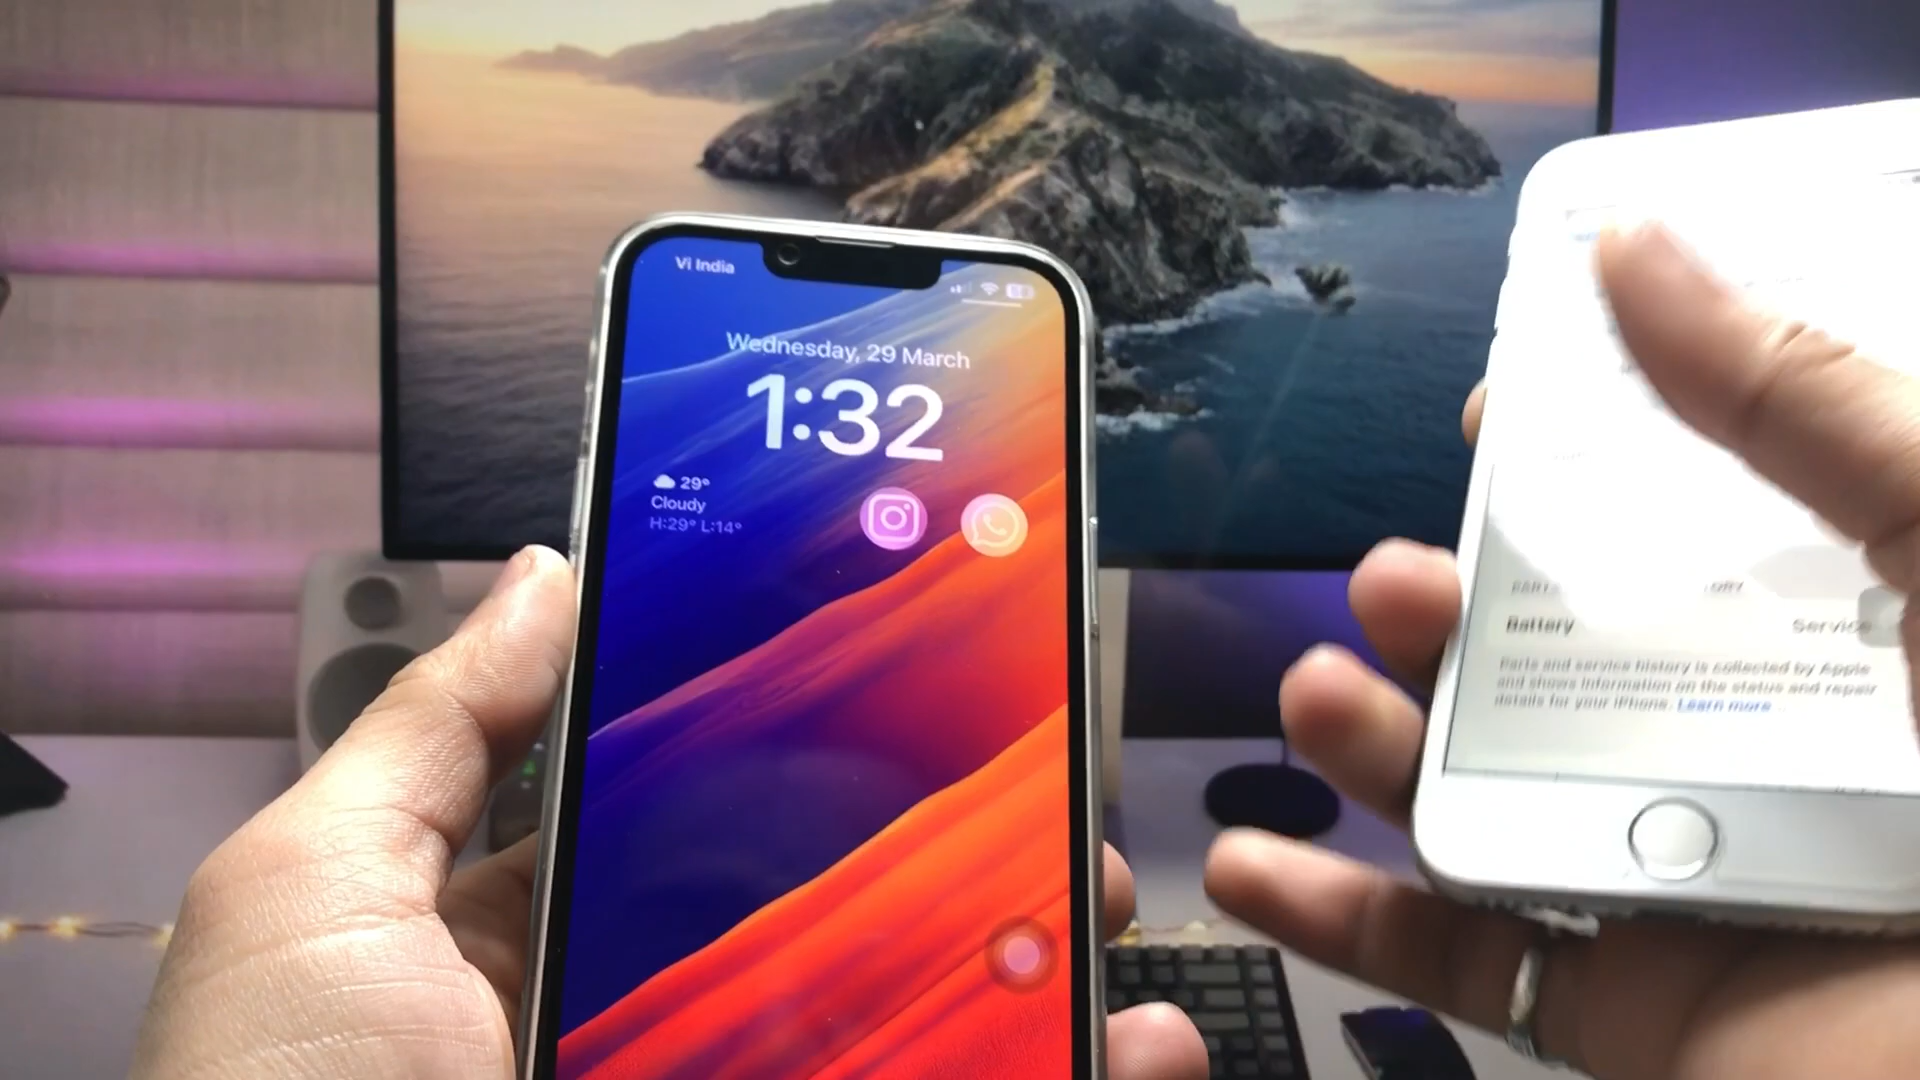 Vi India
Wednesday, 29 March
1:32
29°
Cloudy
H:29° L:14°
Battery
Service
Parts and service history is collected by Apple
and shows information on the status and repair
details for your iPhone. Learn more